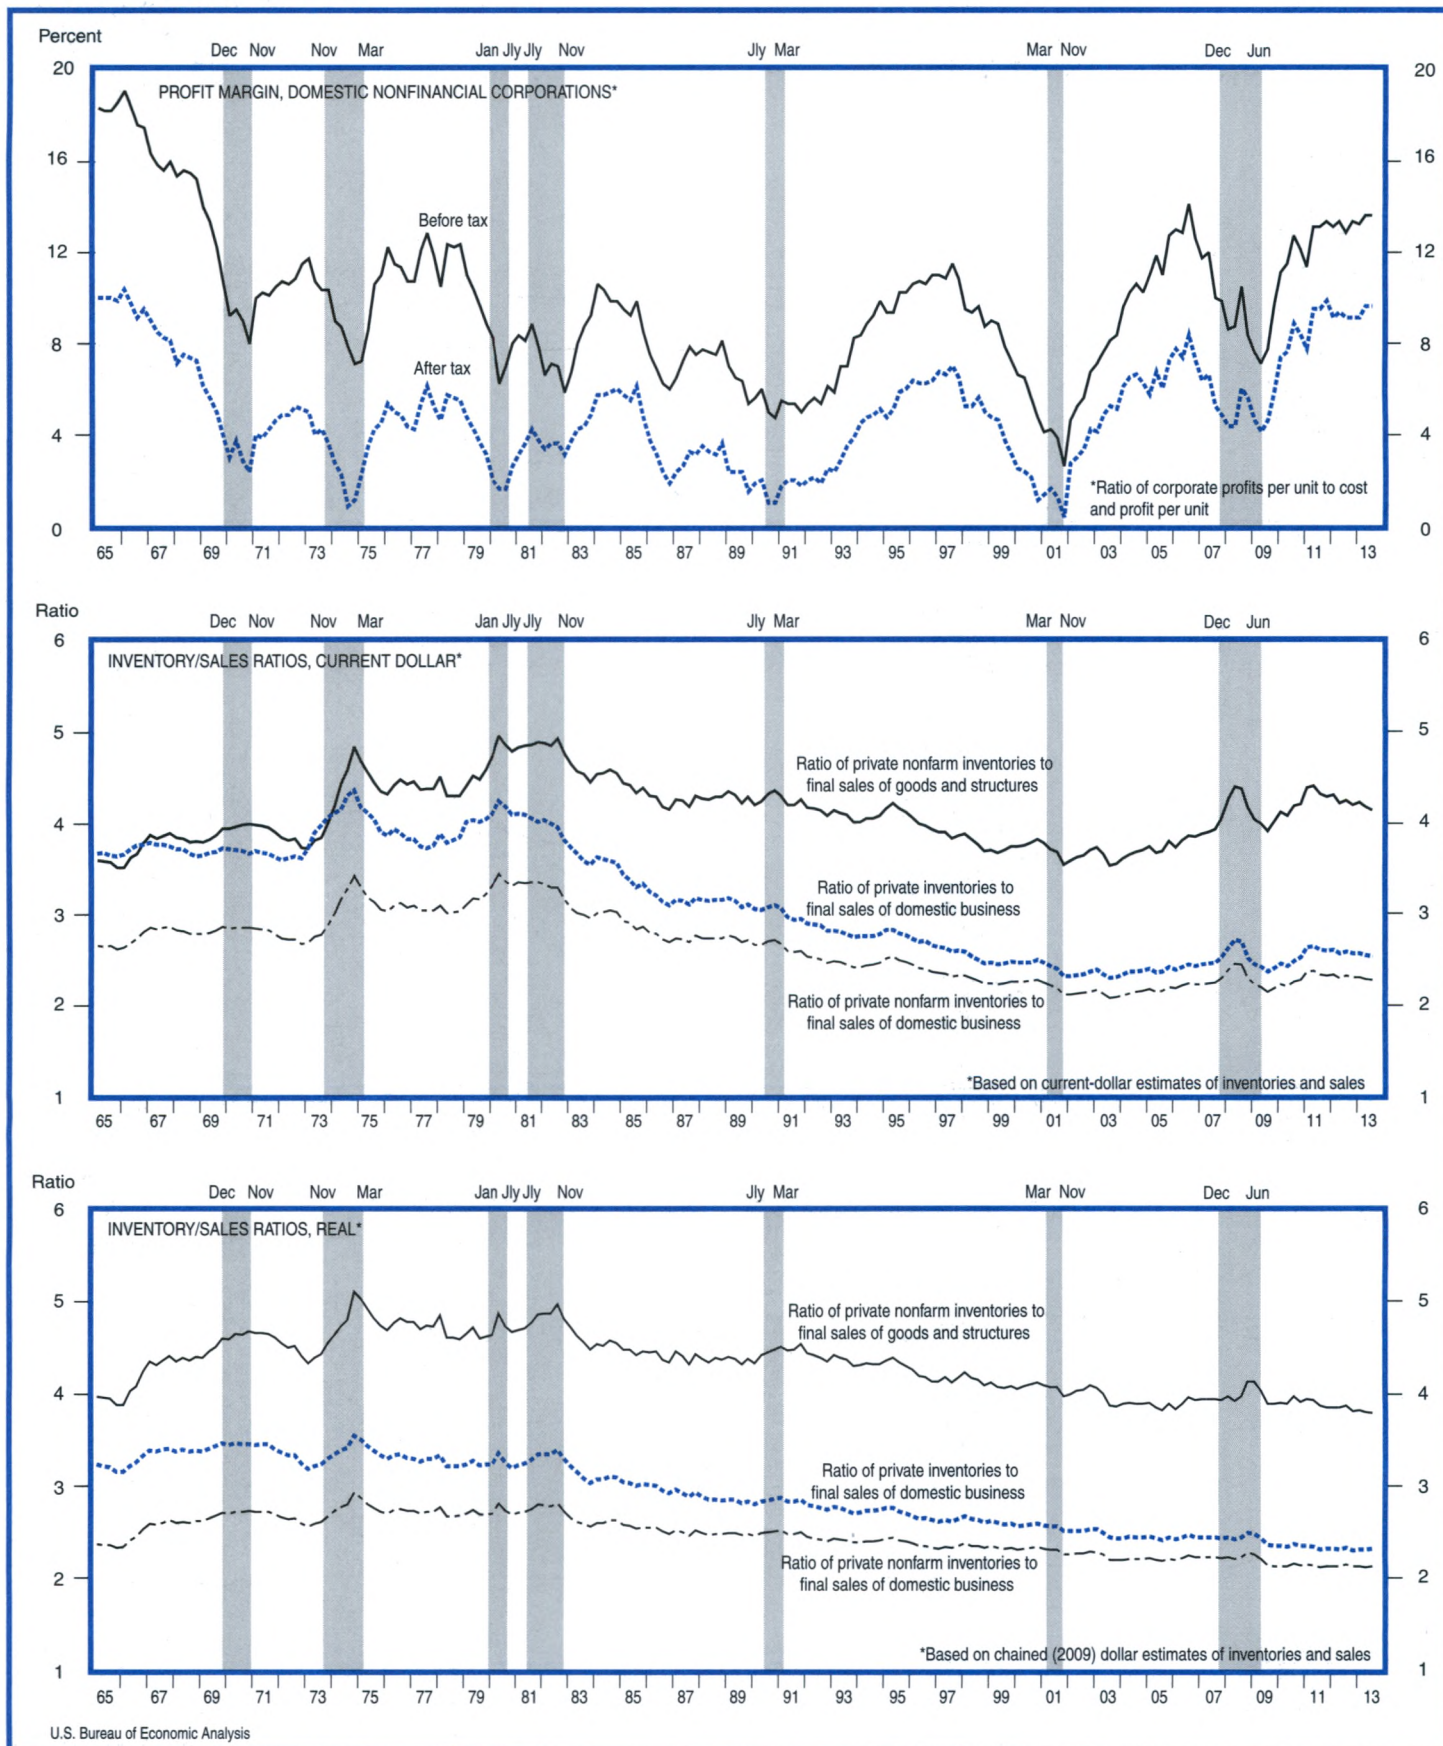 Percent
Dec Nov Nov Mar Jan Jly Jly Nov Jly Mar Mar Nov Dec Jun
20 20
PROFIT MARGIN, DOMESTIC NONFINANCIAL CORPORATIONS*
16 16
Before tax
12 12
8 8
After tax
4 4
*Ratio of corporate profits per unit to cost
and profit per unit
0 0
65 67 69 71 73 75 77 79 81 83 85 87 89 91 93 95 97 99 01 03 05 07 09 11 13
Ratio
Dec Nov Nov Mar Jan Jly Jly Nov Jly Mar Mar Nov Dec Jun
6 6
INVENTORY/SALES RATIOS, CURRENT DOLLAR*
5 5
Ratio of private nonfarm inventories to
final sales of goods and structures
4 4
Ratio of private inventories to
final sales of domestic business
3 3
Ratio of private nonfarm inventories to
final sales of domestic business
2 2
*Based on current-dollar estimates of inventories and sales
1 1
65 67 69 71 73 75 77 79 81 83 85 87 89 91 93 95 97 99 01 03 05 07 09 11 13
Ratio
Dec Nov Nov Mar Jan Jly Jly Nov Jly Mar Mar Nov Dec Jun
6 6
INVENTORY/SALES RATIOS, REAL*
5 5
Ratio of private nonfarm inventories to
final sales of goods and structures
4 4
Ratio of private inventories to
final sales of domestic business
3 3
Ratio of private nonfarm inventories to
final sales of domestic business
2 2
*Based on chained (2009) dollar estimates of inventories and sales
1 1
65 67 69 71 73 75 77 79 81 83 85 87 89 91 93 95 97 99 01 03 05 07 09 11 13
U.S. Bureau of Economic Analysis